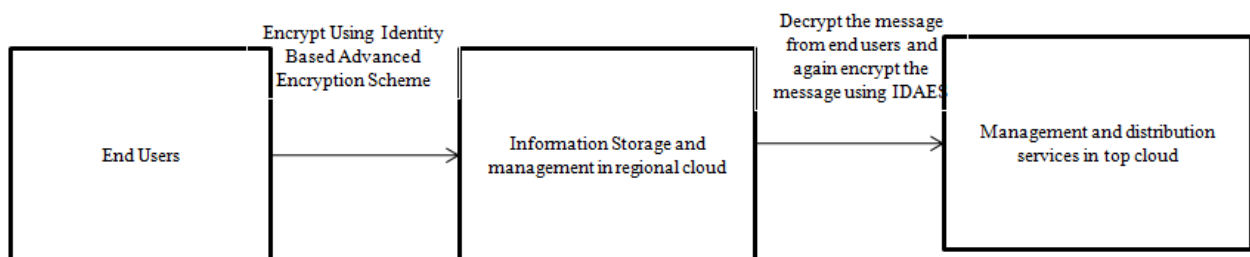 End Users
Encrypt Using Identity
Based Advanced
Encryption Scheme
Information Storage and
management in regional cloud
Decrypt the message
from end users and
again encrypt the
message using IDAES
Management and distribution
services in top cloud